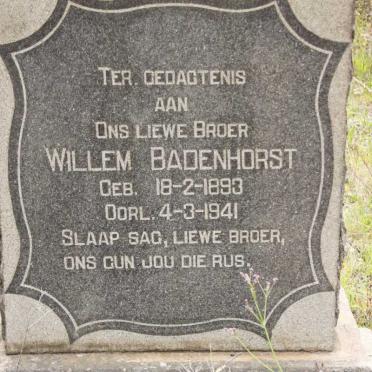 TER. GEDAGTENIS
AAN
ONS LIEWE BROER
WILLEM BADENHORST
GEB. 18-2-1893
OORL. 4-3-1941
SLAAP SAG, LIEWE BROER,
ONS GUN JOU DIE RUS.